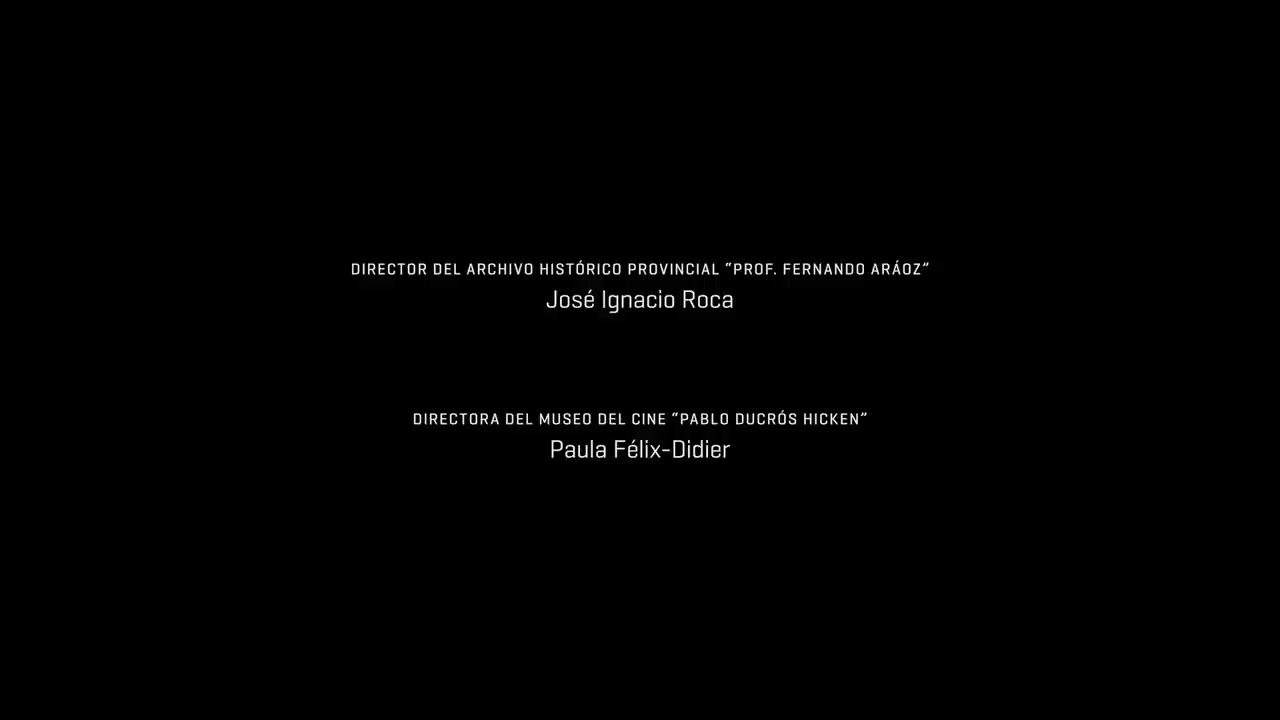 DIRECTOR DEL ARCHIVO HISTÓRICO PROVINCIAL “PROF. FERNANDO ARÁOZ”
José Ignacio Roca
DIRECTORA DEL MUSEO DEL CINE “PABLO DUCRÓS HICKEN”
Paula Félix-Didier